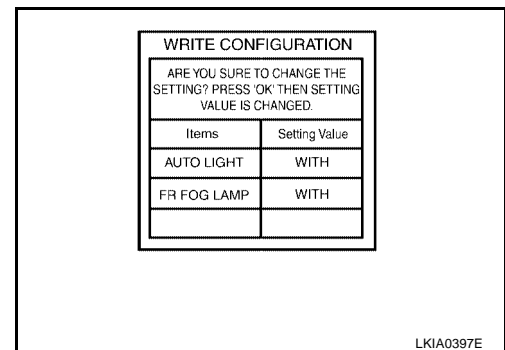 WRITE CONFIGURATION
ARE YOU SURE TO CHANGE THE
SETTING? PRESS 'OK' THEN SETTING
VALUE IS CHANGED.
Items Setting Value
AUTO LIGHT WITH
FR FOG LAMP WITH
LKIA0397E